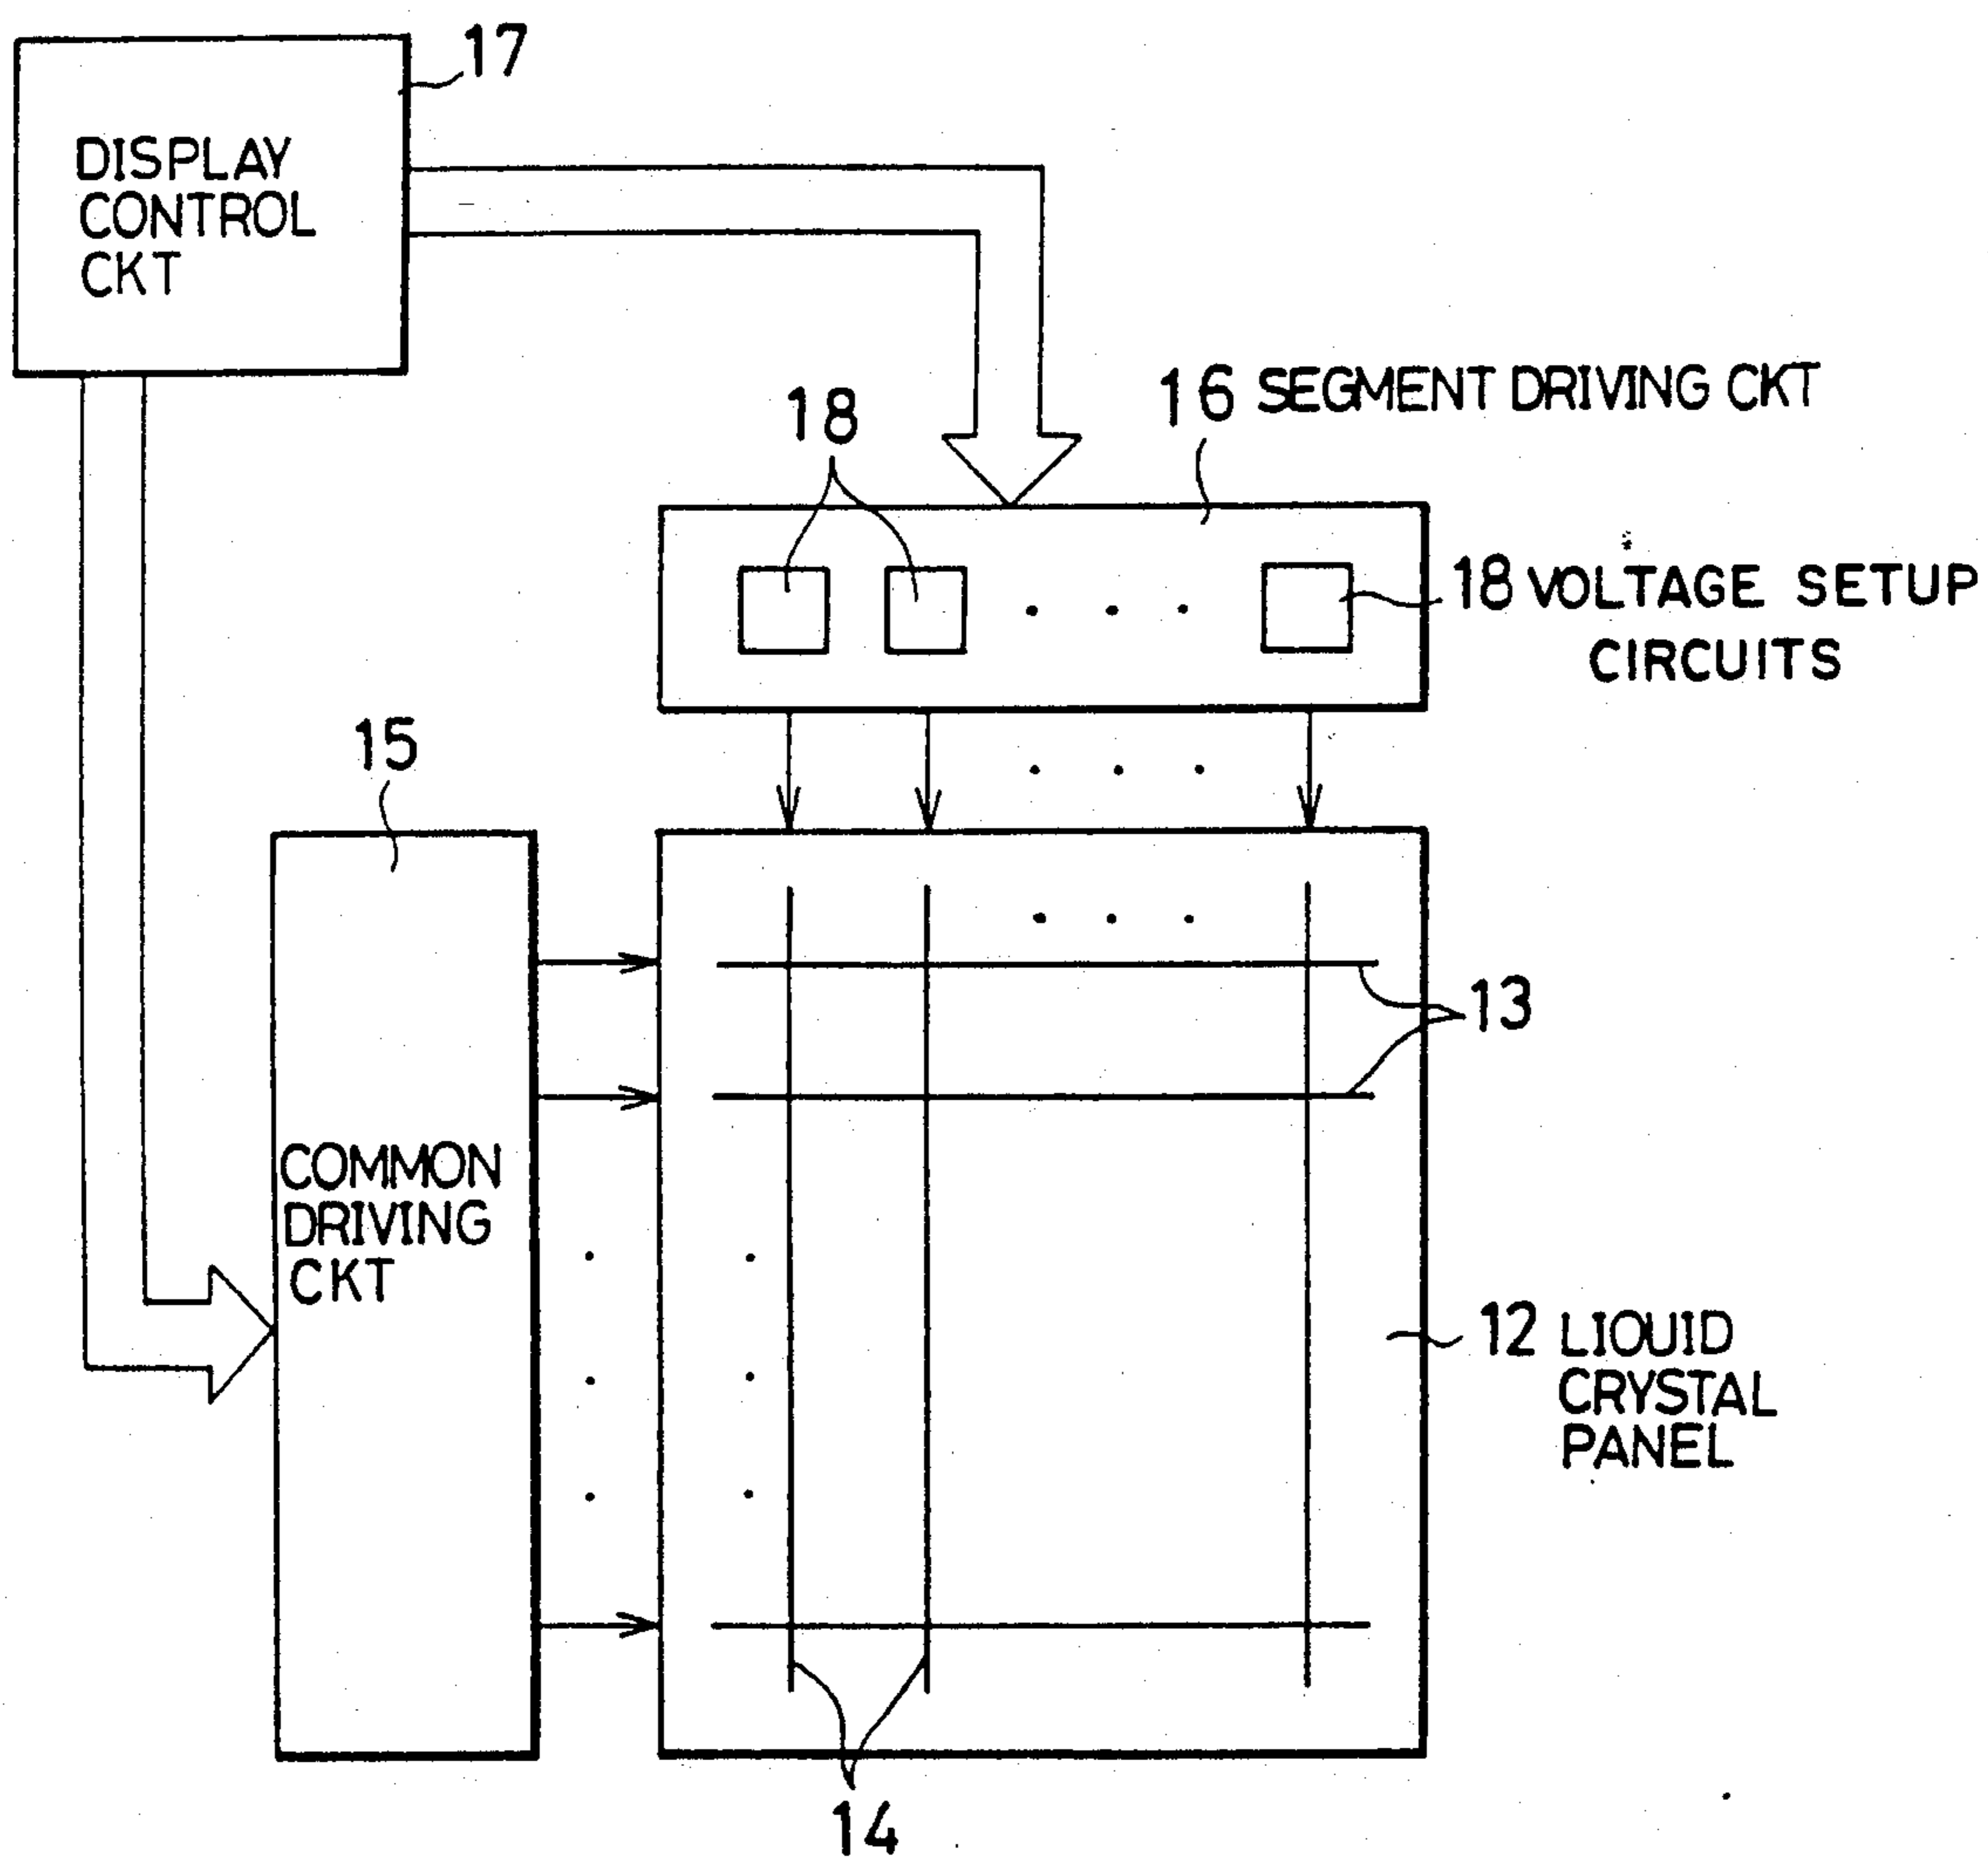 17
DISPLAY
CONTROL
CKT
16 SEGMENT DRIVING CKT
18
18 VOLTAGE SETUP
CIRCUITS
15
13
COMMON
DRIVING
CKT
12 LIQUID
CRYSTAL
PANEL
14